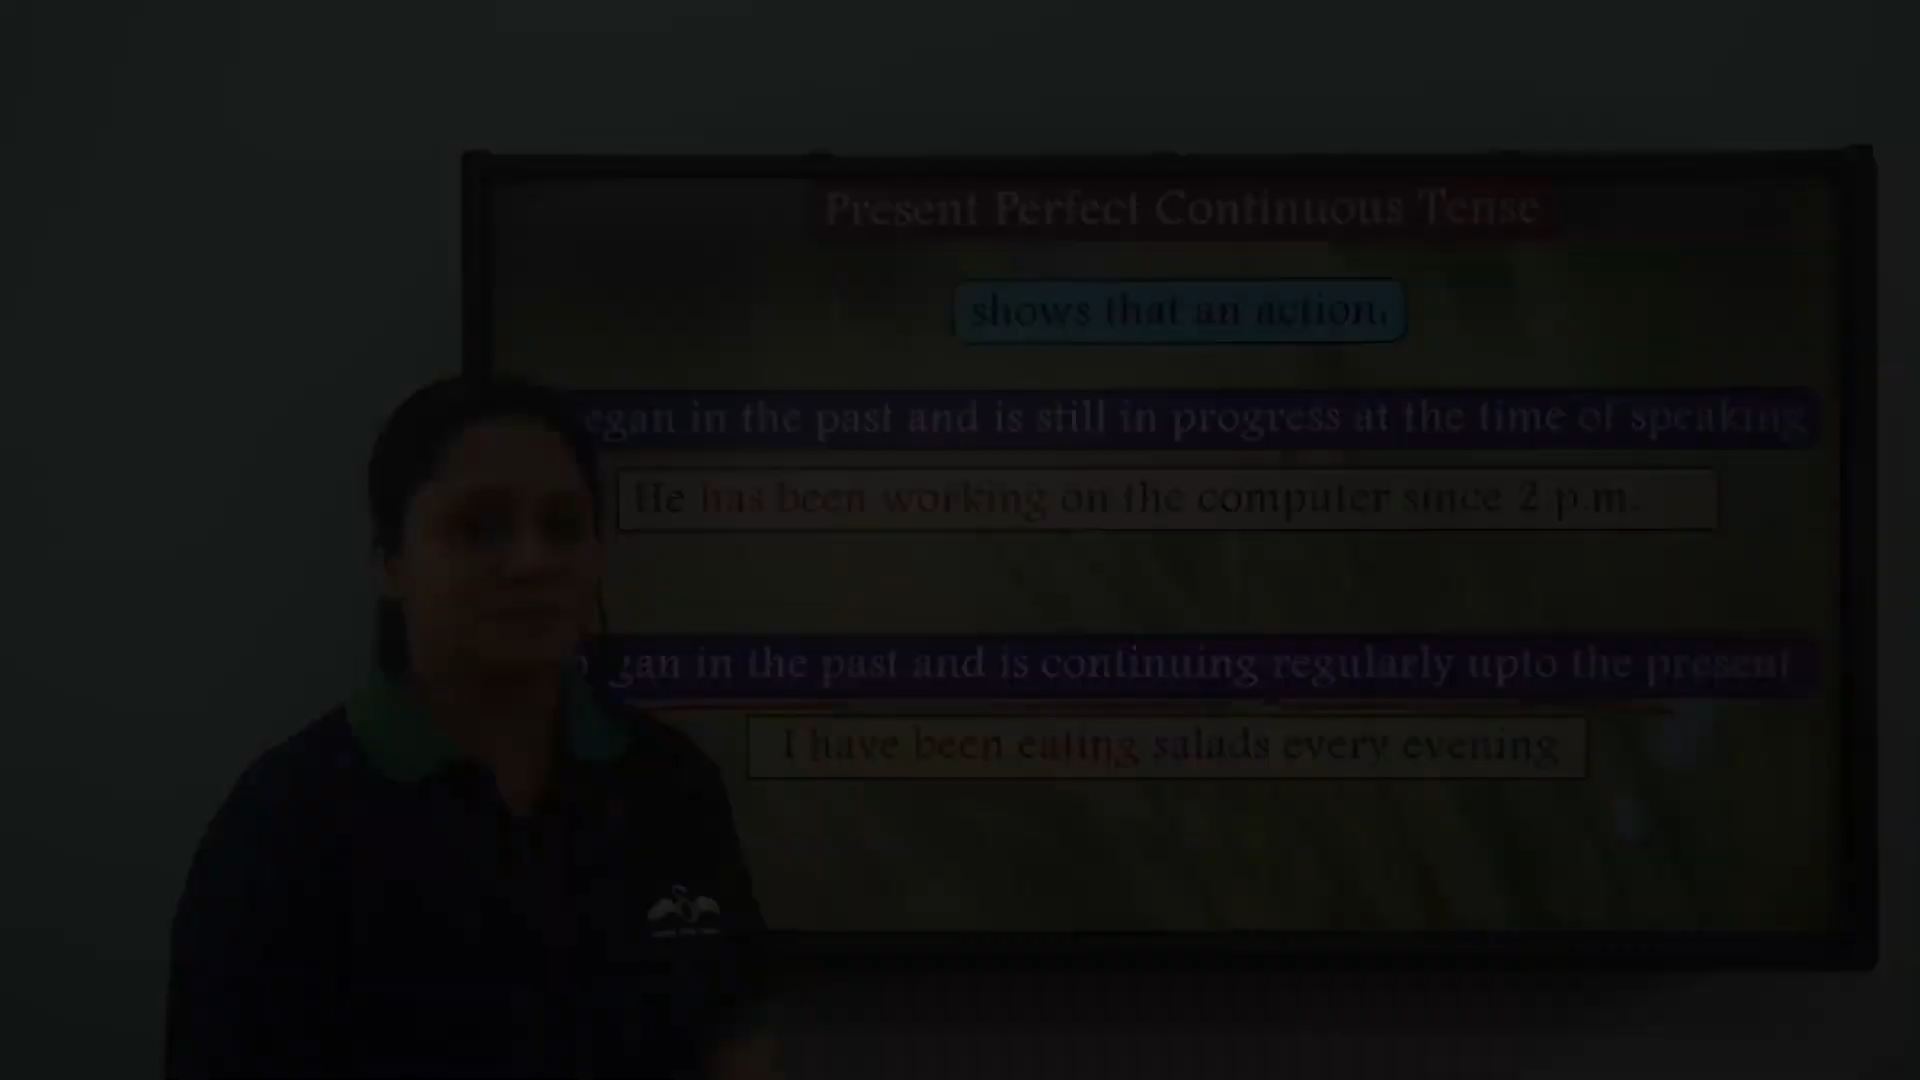 Present Perfect Continuous Tense
shows that an action,
egan in the past and is still in progress at the time of speaking
He has been working on the computer since 2 p.m.
gan in the past and is continuing regularly upto the present
I have been eating salads every evening